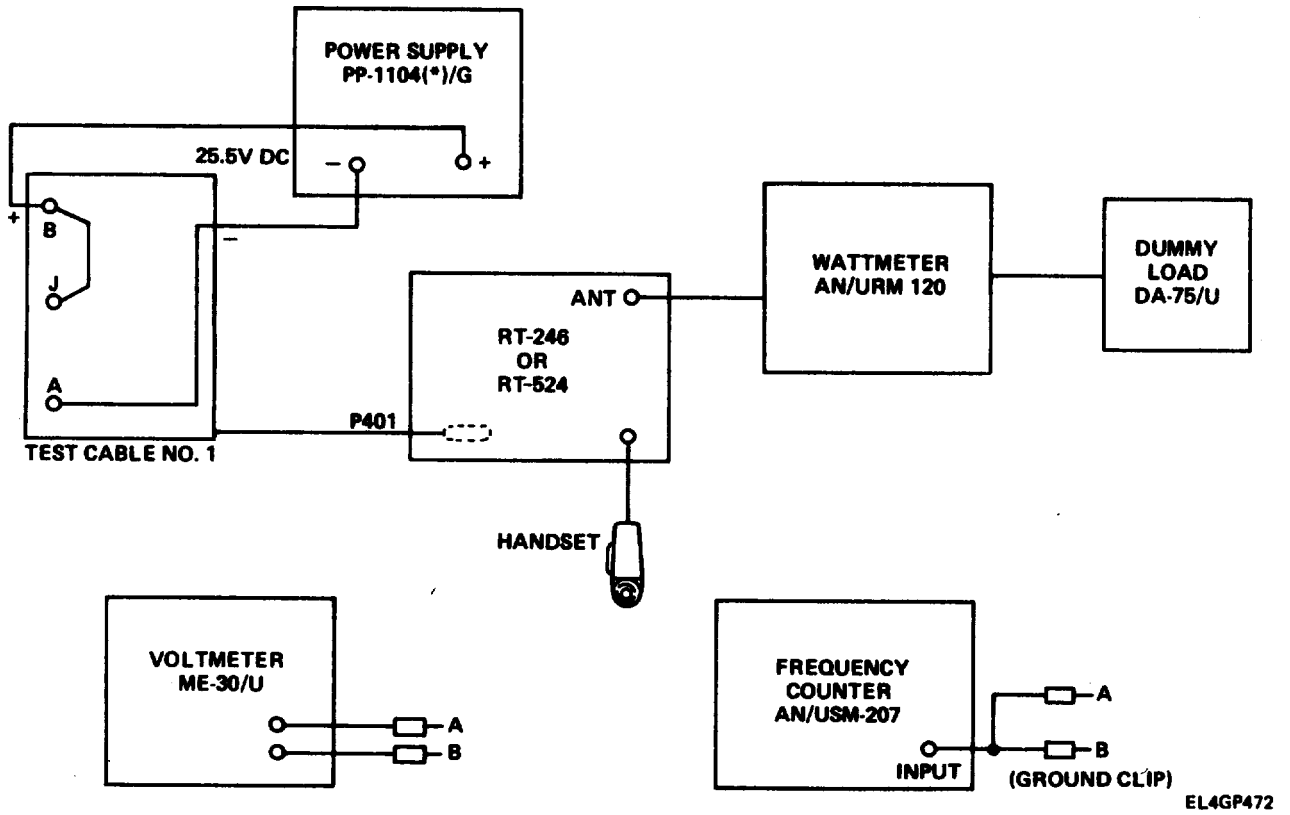 POWER SUPPLY
PP-1104(*)/G
25.5V DC
– +
+
B
–
J
A
TEST CABLE NO. 1
P401
ANT
RT-246
OR
RT-524
WATTMETER
AN/URM 120
DUMMY
LOAD
DA-75/U
HANDSET
VOLTMETER
ME-30/U
A
B
FREQUENCY
COUNTER
AN/USM-207
INPUT
A
B
(GROUND CLIP)
EL4GP472